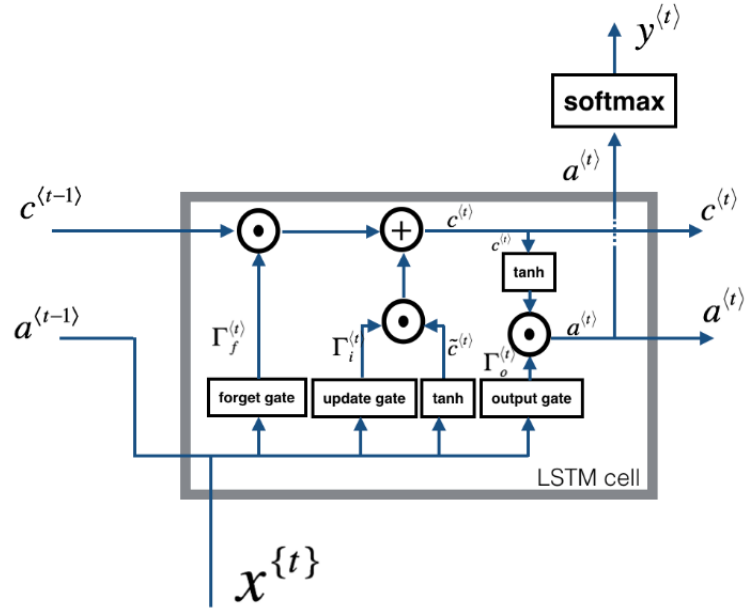 y⟨t⟩
softmax
a⟨t⟩
c⟨t−1⟩
c⟨t⟩
c⟨t⟩
c⟨t⟩
tanh
a⟨t−1⟩
Γf⟨t⟩
Γi⟨t⟩
c̃⟨t⟩
a⟨t⟩
a⟨t⟩
Γo⟨t⟩
forget gate
update gate
tanh
output gate
LSTM cell
x{t}